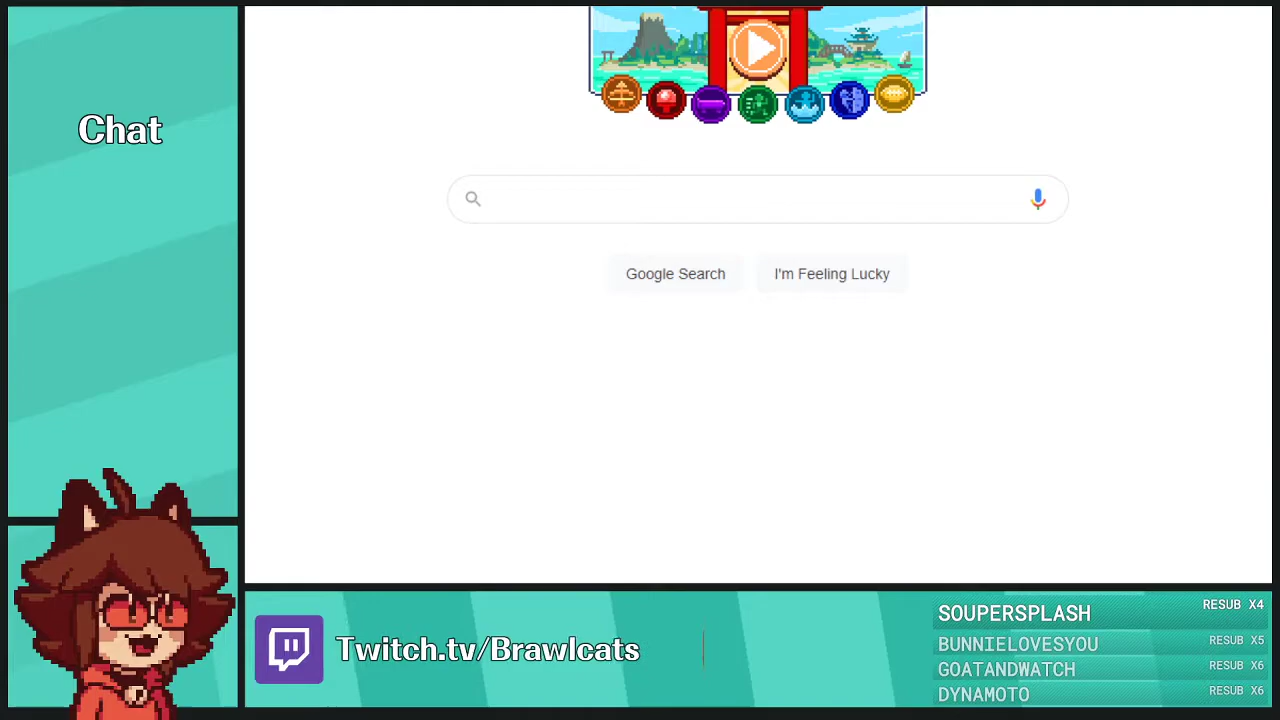 Chat
Google Search
I'm Feeling Lucky
Twitch.tv/Brawlcats
SOUPERSPLASH RESUB X4
BUNNIELOVESYOU RESUB X5
GOATANDWATCH RESUB X6
DYNAMOTO RESUB X6